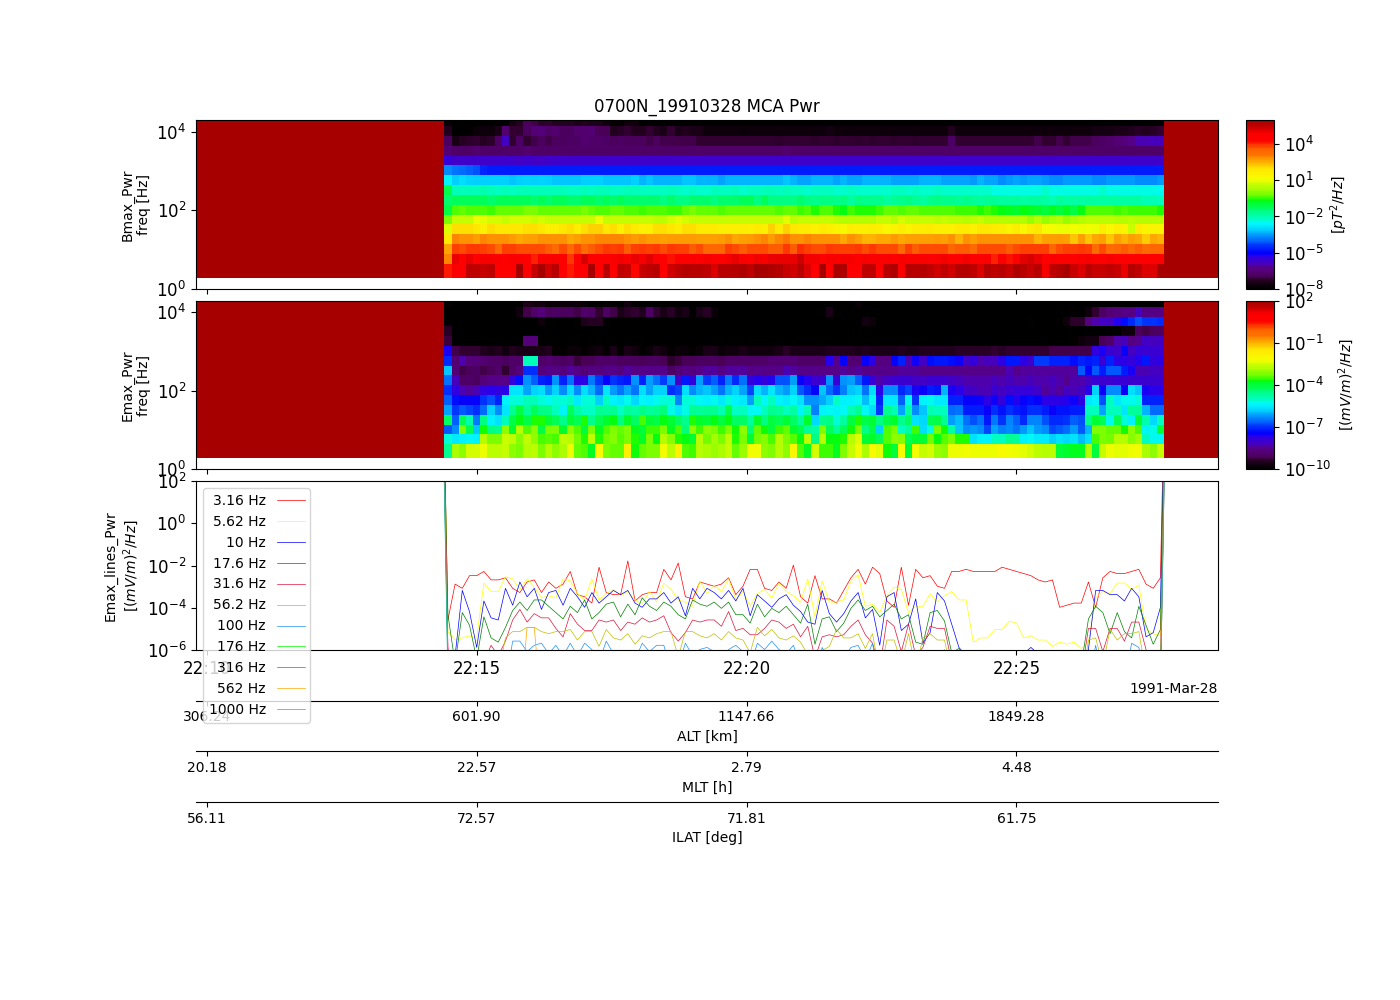 0700N_19910328 MCA Pwr
Bmax_Pwr
freq [Hz]
10^4
10^2
10^0
10^4
10^1
10^-2
10^-5
10^-8
[pT^2/Hz]
Emax_Pwr
freq [Hz]
10^4
10^2
10^0
10^2
10^-1
10^-4
10^-7
10^-10
[(mV/m)^2/Hz]
Emax_lines_Pwr
[(mV/m)^2/Hz]
10^2
10^0
10^-2
10^-4
10^-6
3.16 Hz
5.62 Hz
10 Hz
17.6 Hz
31.6 Hz
56.2 Hz
100 Hz
176 Hz
316 Hz
562 Hz
1000 Hz
22:10 22:15 22:20 22:25
1991-Mar-28
306.24 601.90 1147.66 1849.28
ALT [km]
20.18 22.57 2.79 4.48
MLT [h]
56.11 72.57 71.81 61.75
ILAT [deg]